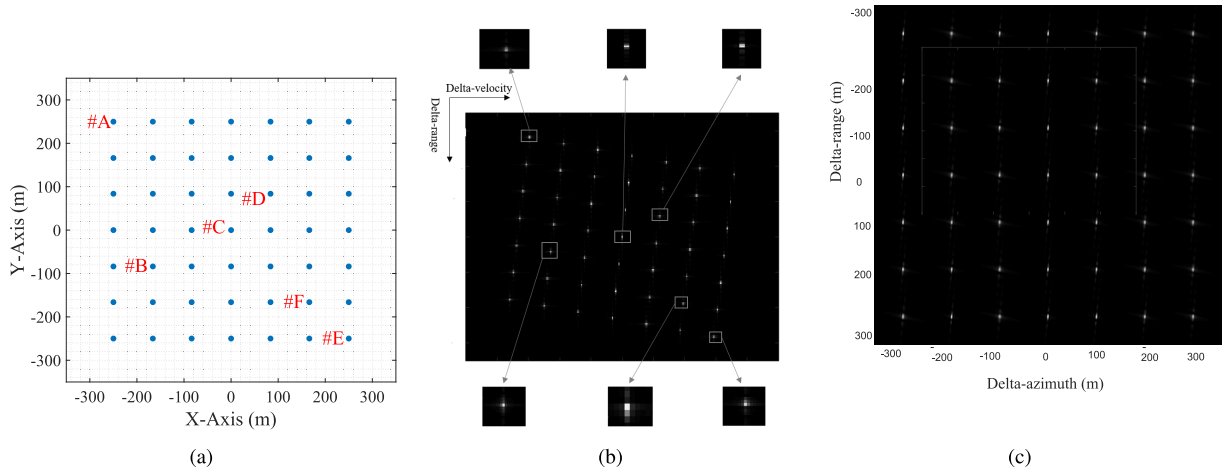 300
200
100
0
-100
-200
-300
Y-Axis (m)
-300 -200 -100 0 100 200 300
X-Axis (m)
#A
#D
#C
#B
#F
#E
(a)
Delta-velocity
Delta-range
(b)
-300
-200
-100
0
100
200
300
Delta-range (m)
-300 -200 -100 0 100 200 300
Delta-azimuth (m)
(c)